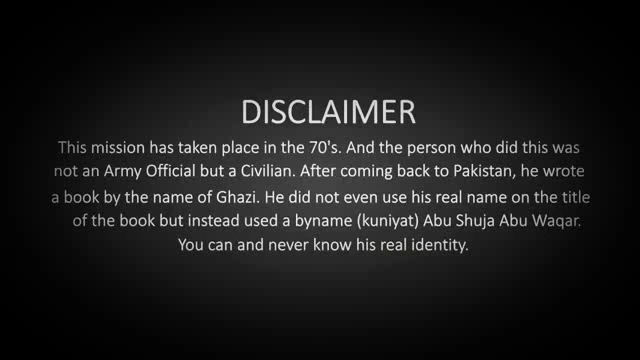 DISCLAIMER
This mission has taken place in the 70's. And the person who did this was
not an Army Official but a Civilian. After coming back to Pakistan, he wrote
a book by the name of Ghazi. He did not even use his real name on the title
of the book but instead used a byname (kuniyat) Abu Shuja Abu Waqar.
You can and never know his real identity.